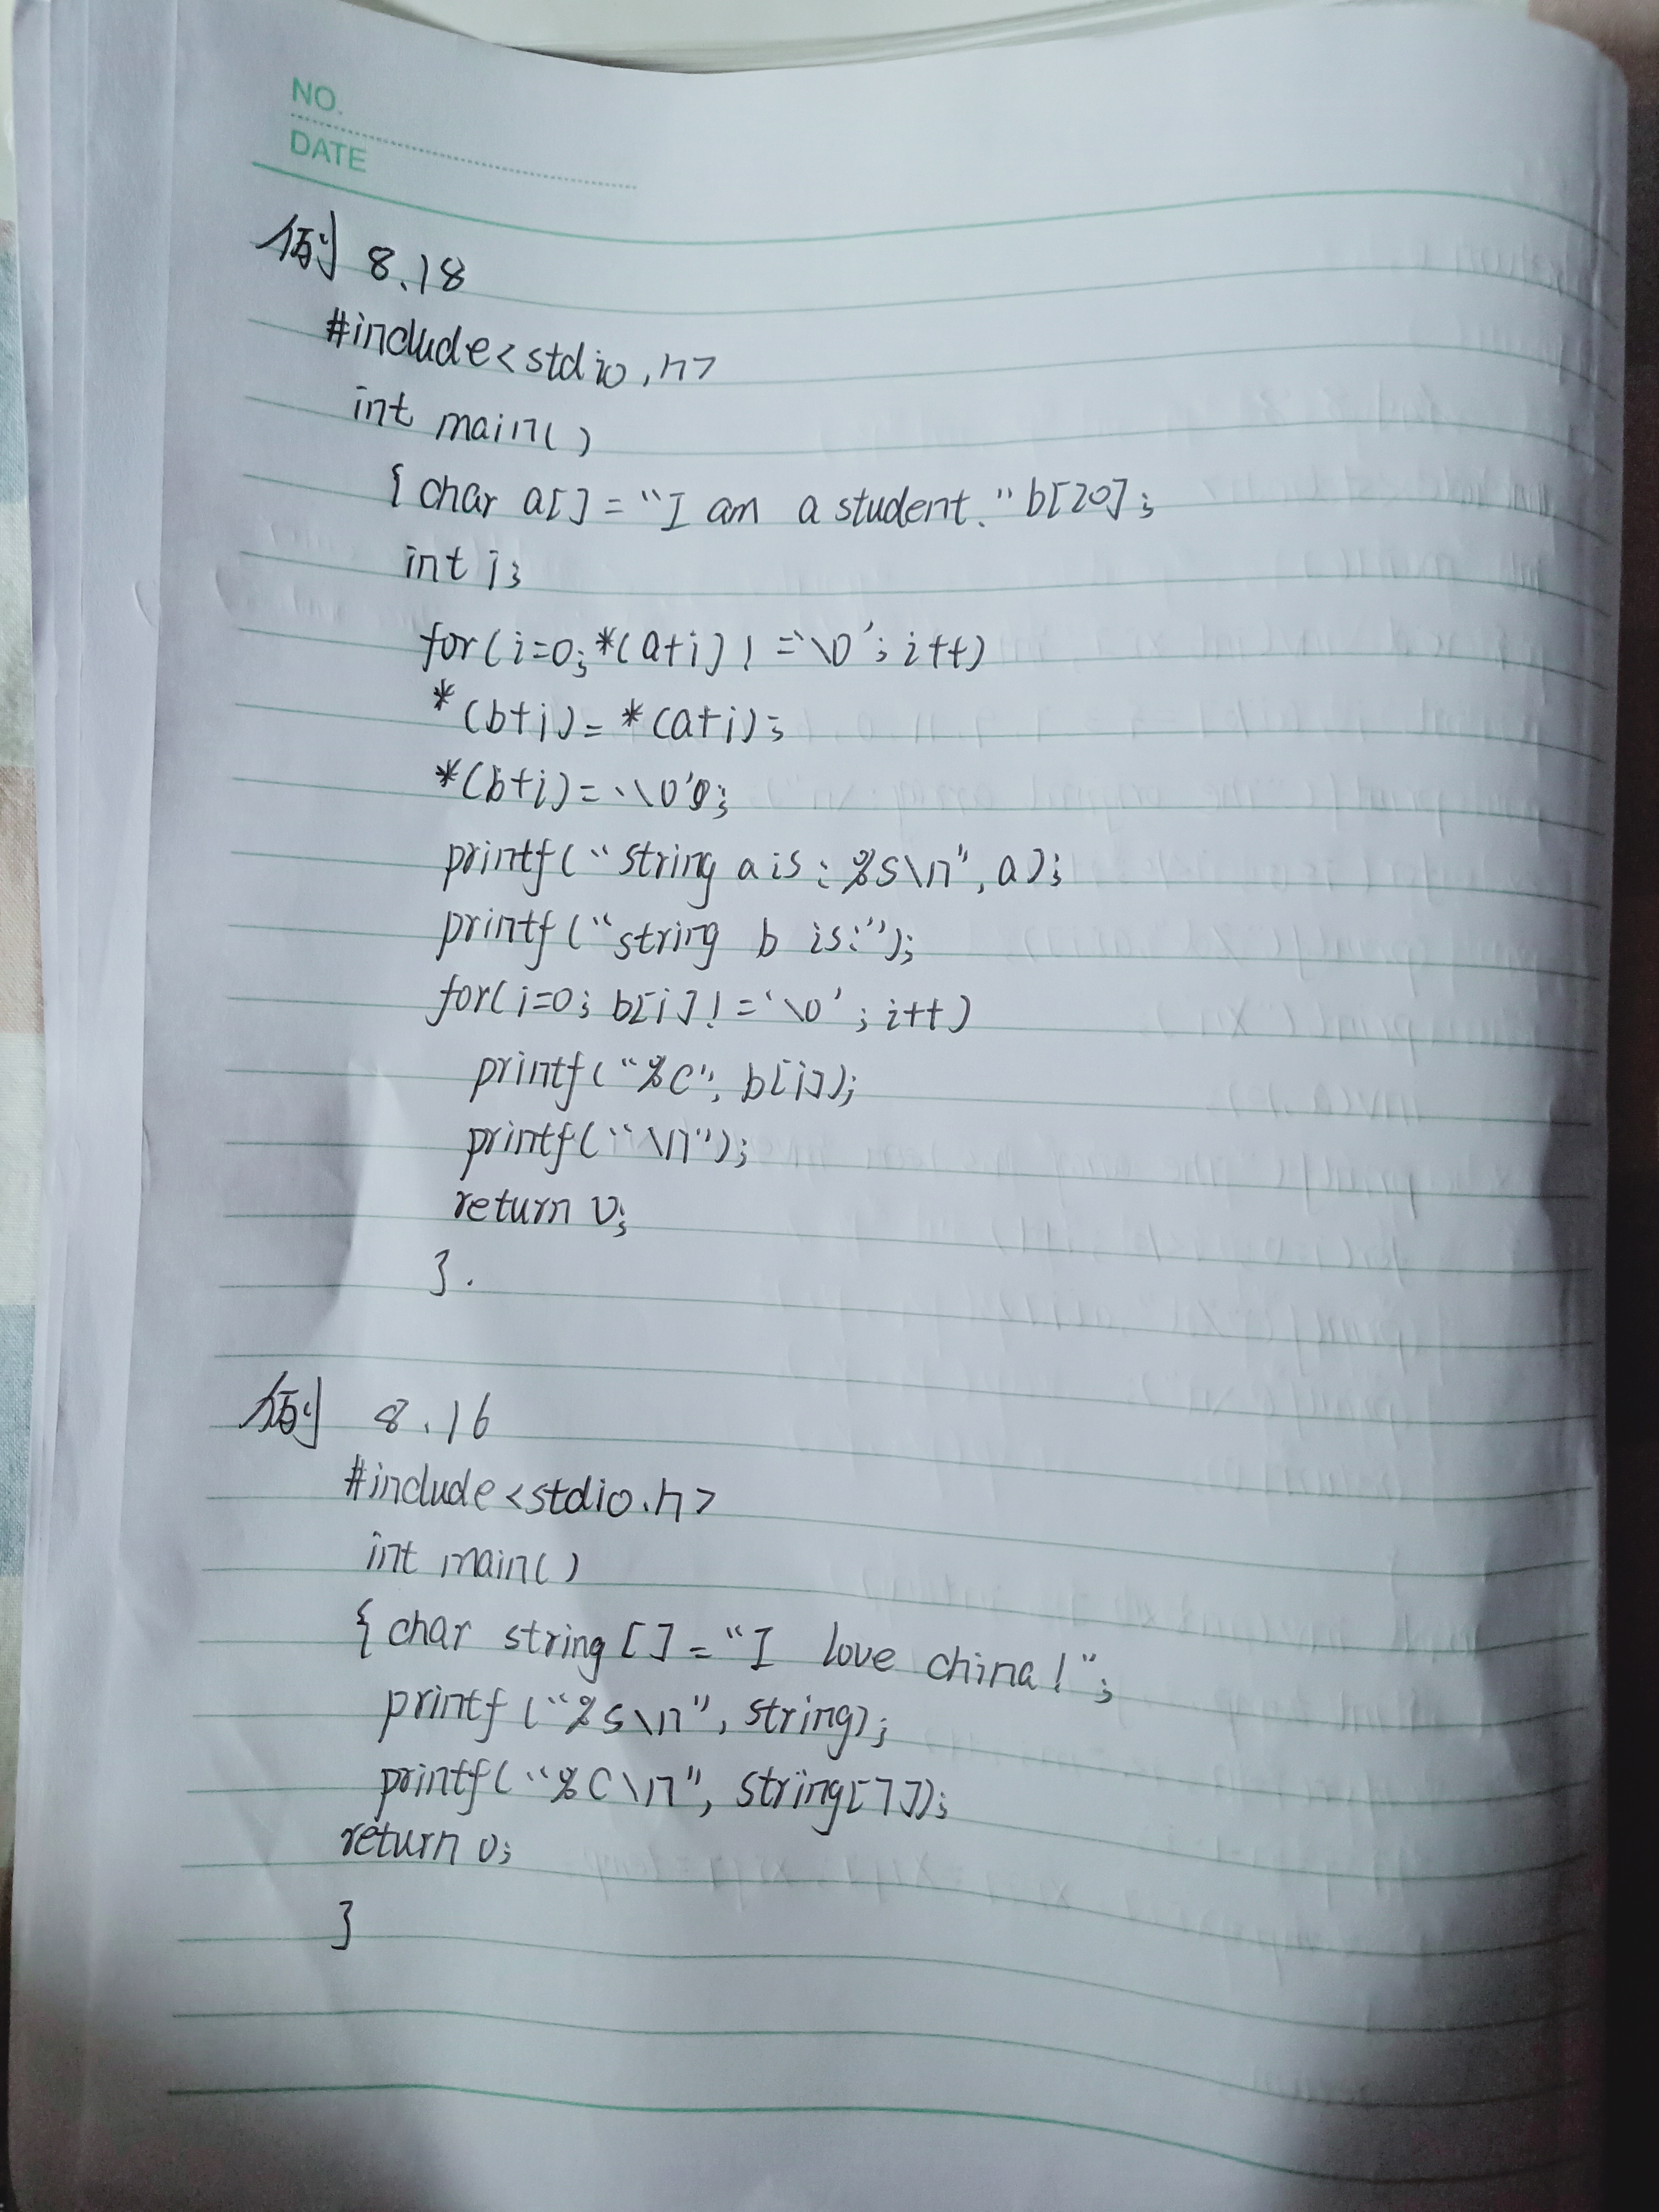 NO.
DATE
例 8.18
#include<stdio.h>
int main()
{ char a[]="I am a student." b[20];
int i;
for(i=0;*(a+i)!='\0';i++)
*(b+i)=*(a+i);
*(b+i)='\0'0;
printf("string a is:%s\n",a);
printf("string b is:");
for(i=0;b[i]!='\0';i++)
printf("%c",b[i]);
printf("\n");
return 0;
}.
例 8.16
#include<stdio.h>
int main()
{ char string[]="I love china!";
printf("%s\n",string);
printf("%c\n",string[7]);
return 0;
}